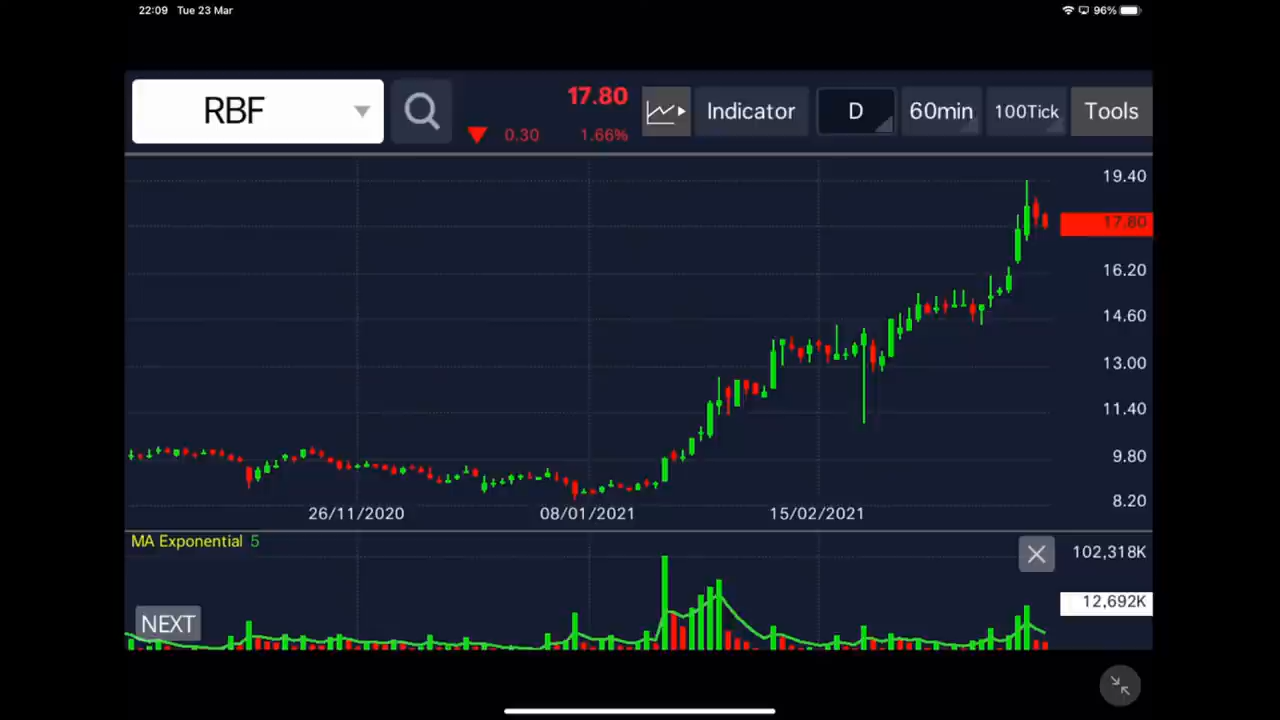 22:09 Tue 23 Mar
96%
RBF
17.80
0.30 1.66%
Indicator
D
60min
100Tick
Tools
19.40
17.80
16.20
14.60
13.00
11.40
9.80
8.20
26/11/2020 08/01/2021 15/02/2021
MA Exponential 5
102,318K
12,692K
NEXT